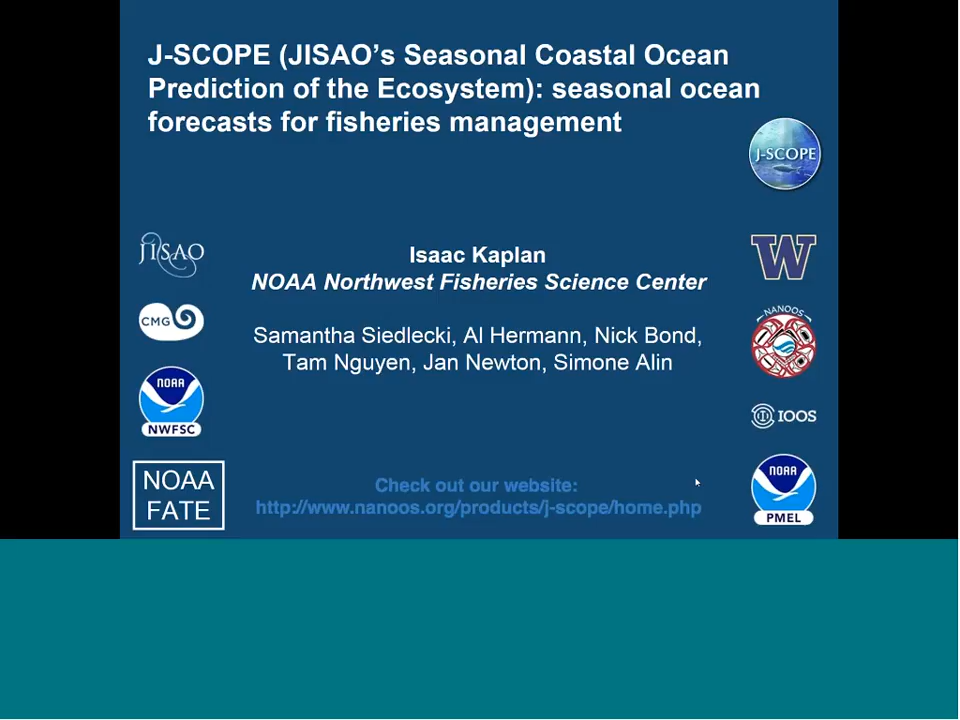 J-SCOPE (JISAO's Seasonal Coastal Ocean
Prediction of the Ecosystem): seasonal ocean
forecasts for fisheries management
J-SCOPE
JISAO
W
Isaac Kaplan
NOAA Northwest Fisheries Science Center
CMG
NANOOS
Samantha Siedlecki, Al Hermann, Nick Bond,
Tam Nguyen, Jan Newton, Simone Alin
NOAA
NWFSC
IOOS
NOAA
FATE
Check out our website:
http://www.nanoos.org/products/j-scope/home.php
NOAA
PMEL